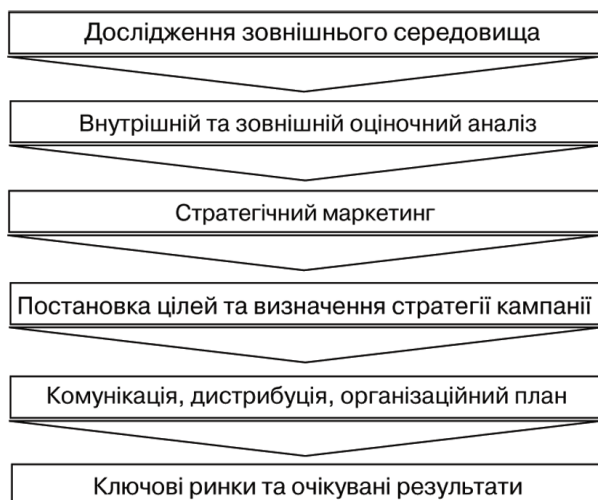 Дослідження зовнішнього середовища
Внутрішній та зовнішній оціночний аналіз
Стратегічний маркетинг
Постановка цілей та визначення стратегії кампанії
Комунікація, дистрибуція, організаційний план
Ключові ринки та очікувані результати